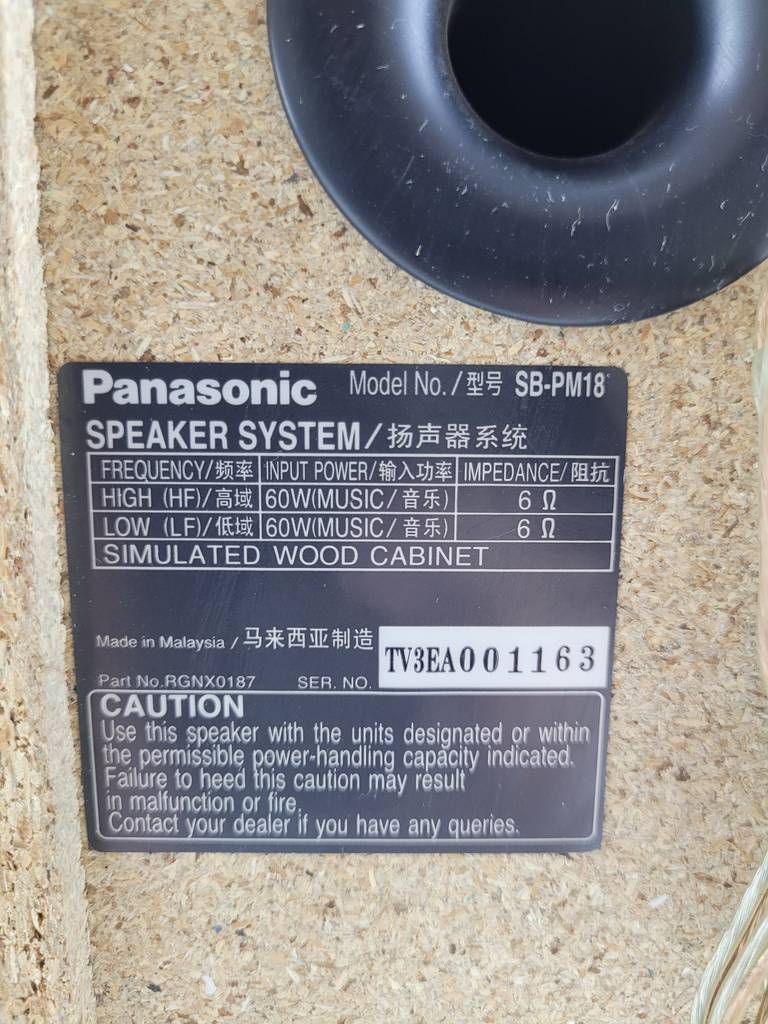 Panasonic Model No./型号 SB-PM18
SPEAKER SYSTEM/扬声器系统
FREQUENCY/频率 INPUT POWER/输入功率 IMPEDANCE/阻抗
HIGH (HF)/高域 60W(MUSIC/音乐) 6 Ω
LOW (LF)/低域 60W(MUSIC/音乐) 6 Ω
SIMULATED WOOD CABINET
Made in Malaysia / 马来西亚制造
Part No.RGNX0187 SER. NO. TV3EA001163
CAUTION
Use this speaker with the units designated or within
the permissible power-handling capacity indicated.
Failure to heed this caution may result
in malfunction or fire.
Contact your dealer if you have any queries.